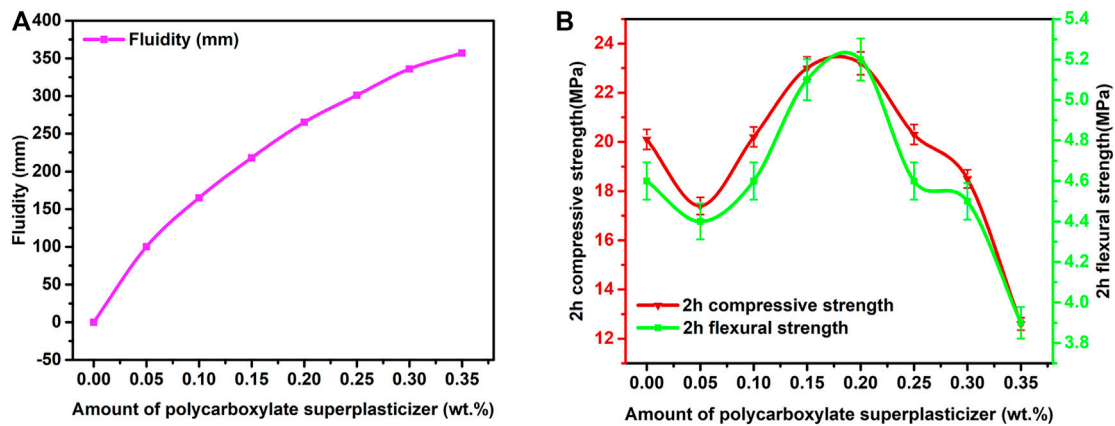 A
400
350
300
250
200
150
100
50
0
-50
Fluidity (mm)
Fluidity (mm)
0.00 0.05 0.10 0.15 0.20 0.25 0.30 0.35
Amount of polycarboxylate superplasticizer (wt.%)
B
24
22
20
18
16
14
12
2h compressive strength(MPa)
2h compressive strength
2h flexural strength
5.4
5.2
5.0
4.8
4.6
4.4
4.2
4.0
3.8
2h flexural strength(MPa)
0.00 0.05 0.10 0.15 0.20 0.25 0.30 0.35
Amount of polycarboxylate superplasticizer (wt.%)